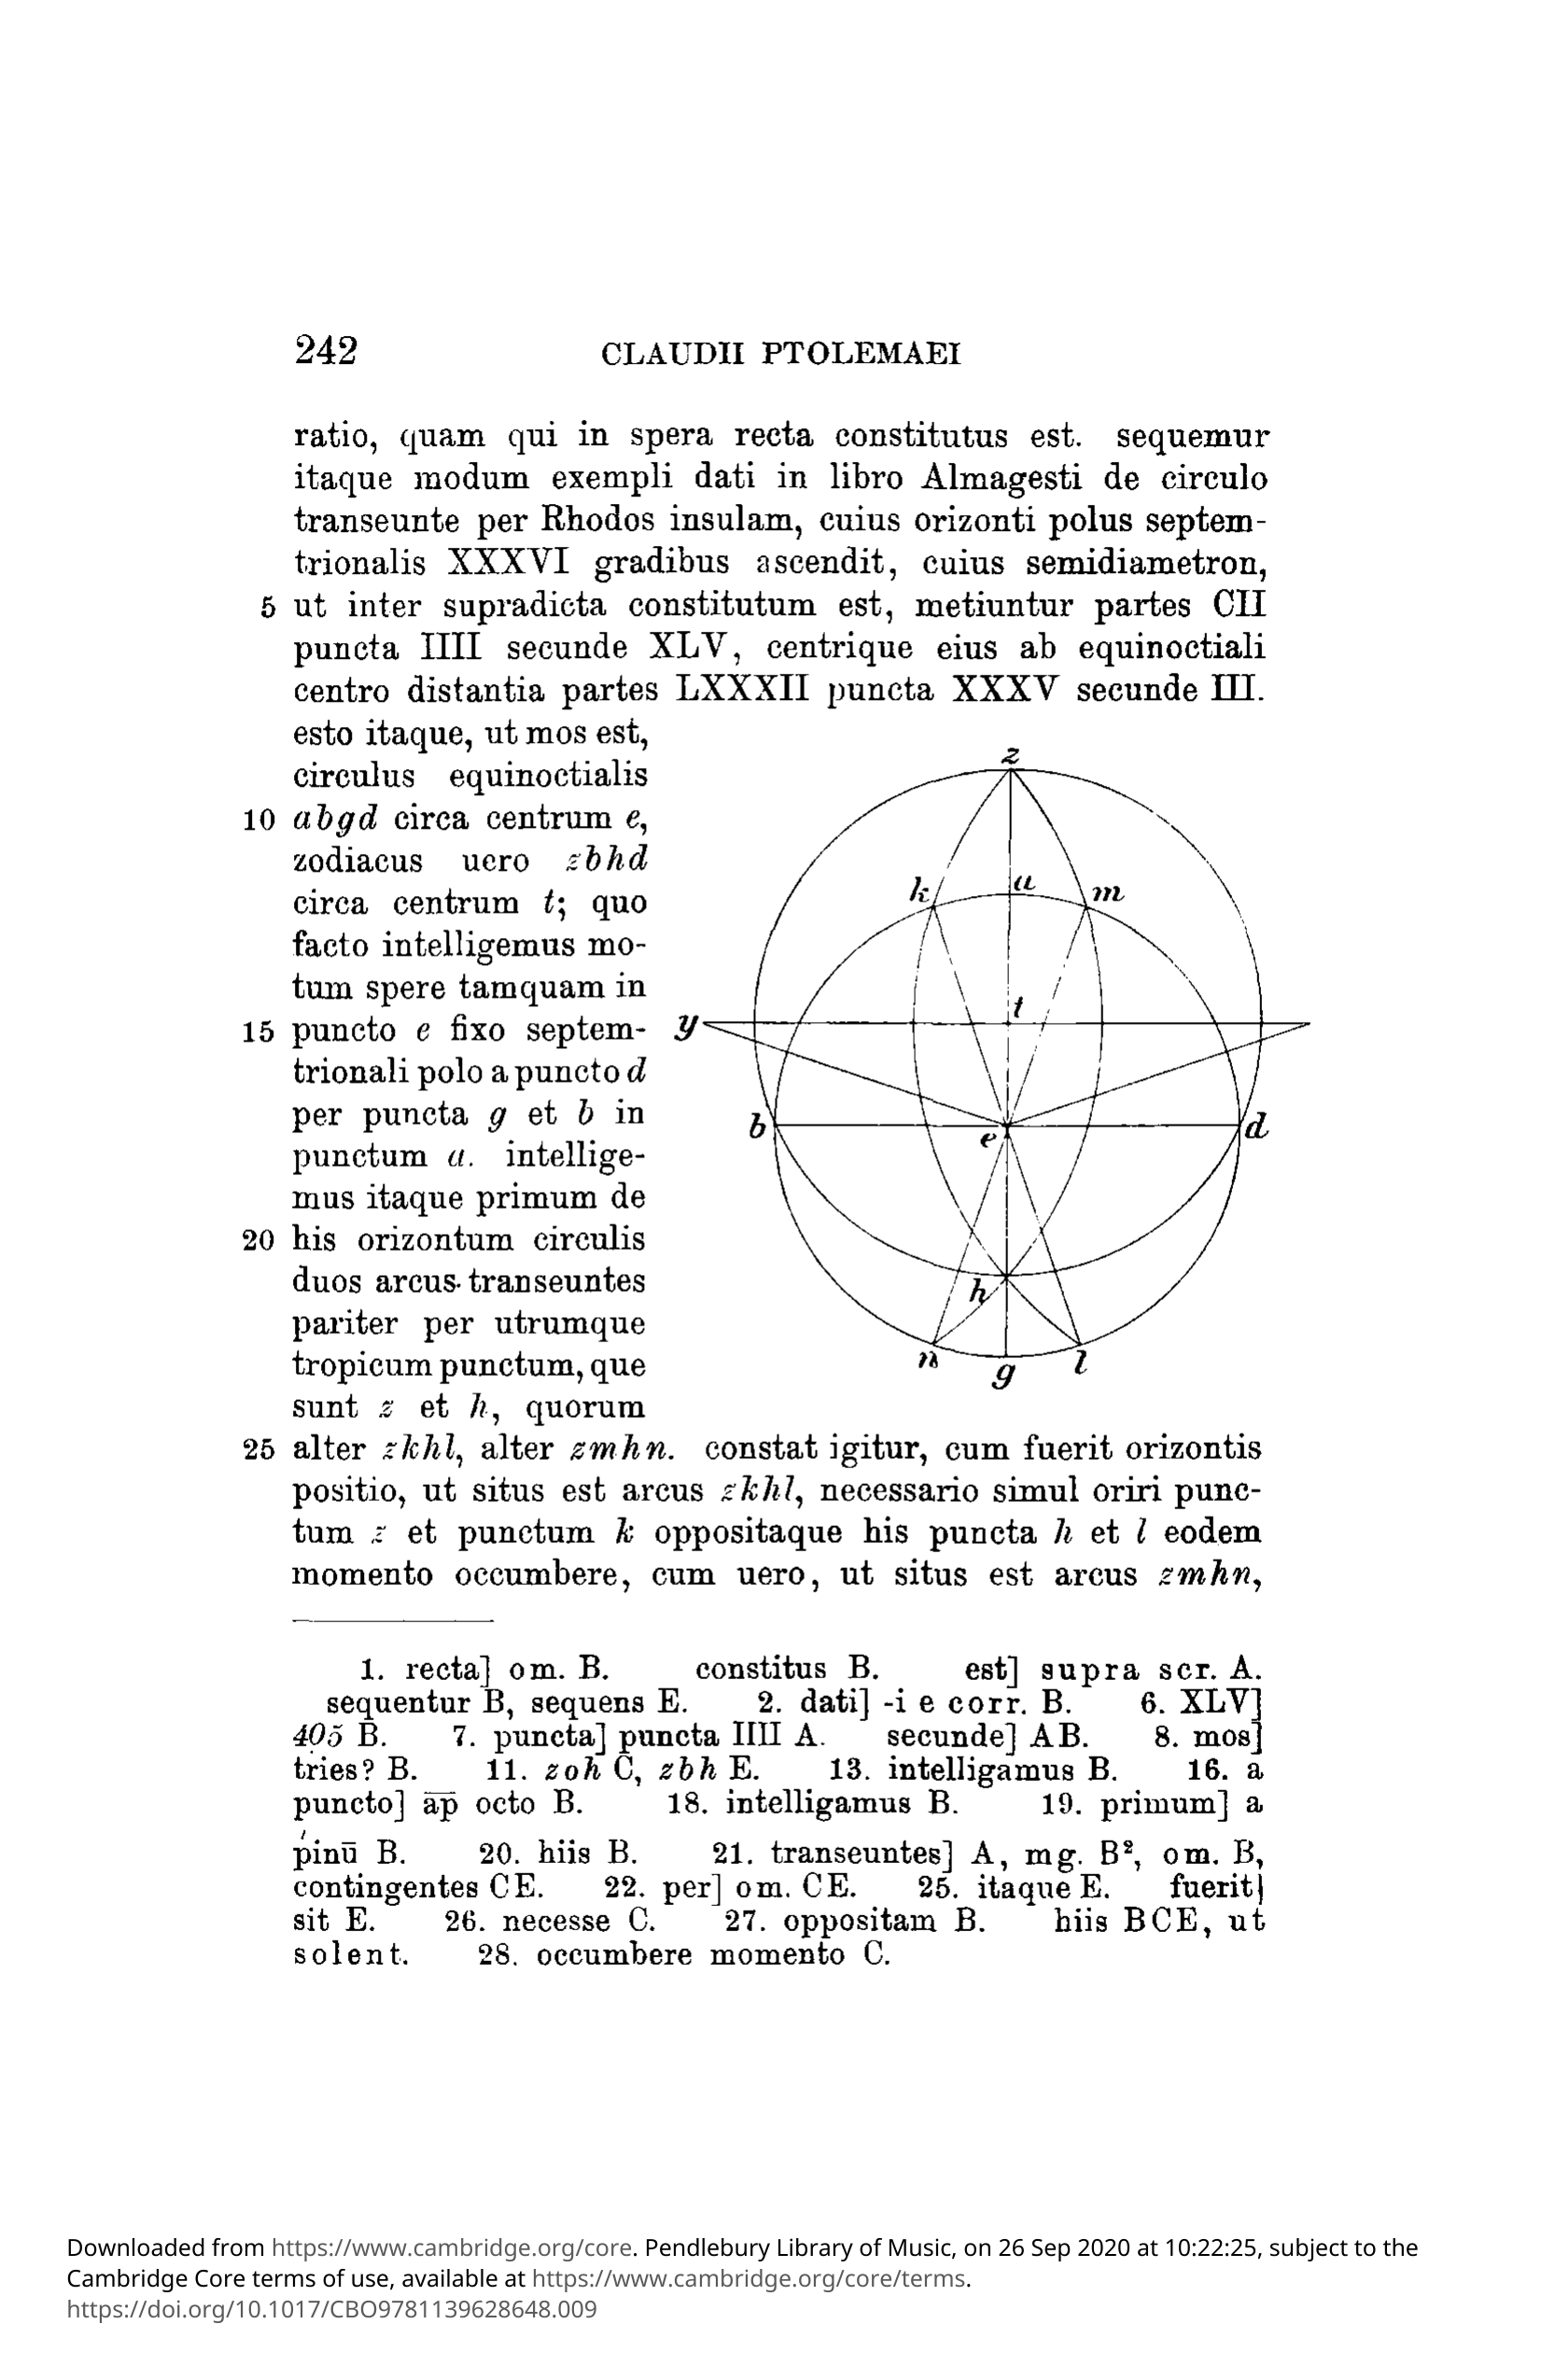 242 CLAUDII PTOLEMAEI
ratio, quam qui in spera recta constitutus est. sequemur
itaque modum exempli dati in libro Almagesti de circulo
transeunte per Rhodos insulam, cuius orizonti polus septem-
trionalis XXXVI gradibus ascendit, cuius semidiametron,
5 ut inter supradicta constitutum est, metiuntur partes CII
puncta IIII secunde XLV, centrique eius ab equinoctiali
centro distantia partes LXXXII puncta XXXV secunde III.
esto itaque, ut mos est,
circulus equinoctialis
10 abgd circa centrum e,
zodiacus uero zbhd
circa centrum t; quo
facto intelligemus mo-
tum spere tamquam in
15 puncto e fixo septem-
trionali polo a puncto d
per puncta g et b in
punctum a. intellige-
mus itaque primum de
20 his orizontum circulis
duos arcus transeuntes
pariter per utrumque
tropicum punctum, que
sunt z et h, quorum
z
k a m
t
y
b e d
h
n g l
25 alter zkhl, alter zmhn. constat igitur, cum fuerit orizontis
positio, ut situs est arcus zkhl, necessario simul oriri punc-
tum z et punctum k oppositaque his puncta h et l eodem
momento occumbere, cum uero, ut situs est arcus zmhn,
1. recta] om. B. constitus B. est] supra scr. A.
sequentur B, sequens E. 2. dati] -i e corr. B. 6. XLV]
405 B. 7. puncta] puncta IIII A. secunde] AB. 8. mos]
tries? B. 11. zoh C, zbh E. 13. intelligamus B. 16. a
puncto] a͞p octo B. 18. intelligamus B. 19. primum] a
p̓inū B. 20. hiis B. 21. transeuntes] A, mg. B², om. B,
contingentes CE. 22. per] om. CE. 25. itaque E. fuerit]
sit E. 26. necesse C. 27. oppositam B. hiis BCE, ut
solent. 28. occumbere momento C.
Downloaded from https://www.cambridge.org/core. Pendlebury Library of Music, on 26 Sep 2020 at 10:22:25, subject to the
Cambridge Core terms of use, available at https://www.cambridge.org/core/terms.
https://doi.org/10.1017/CBO9781139628648.009